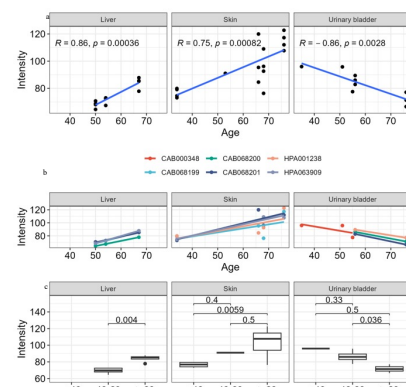 a
Liver Skin Urinary bladder
R = 0.86, p = 0.00036 R = 0.75, p = 0.00082 R = − 0.86, p = 0.0028
Intensity
120
100
80
40 50 60 70 40 50 60 70 40 50 60 70
Age
CAB000348 CAB068200 HPA001238
CAB068199 CAB068201 HPA063909
b
Liver Skin Urinary bladder
Intensity
120
100
80
40 50 60 70 40 50 60 70 40 50 60 70
c
Liver Skin Urinary bladder
Intensity
140
120
100
80
60
0.004
0.4
0.0059
0.5
0.33
0.5
0.036